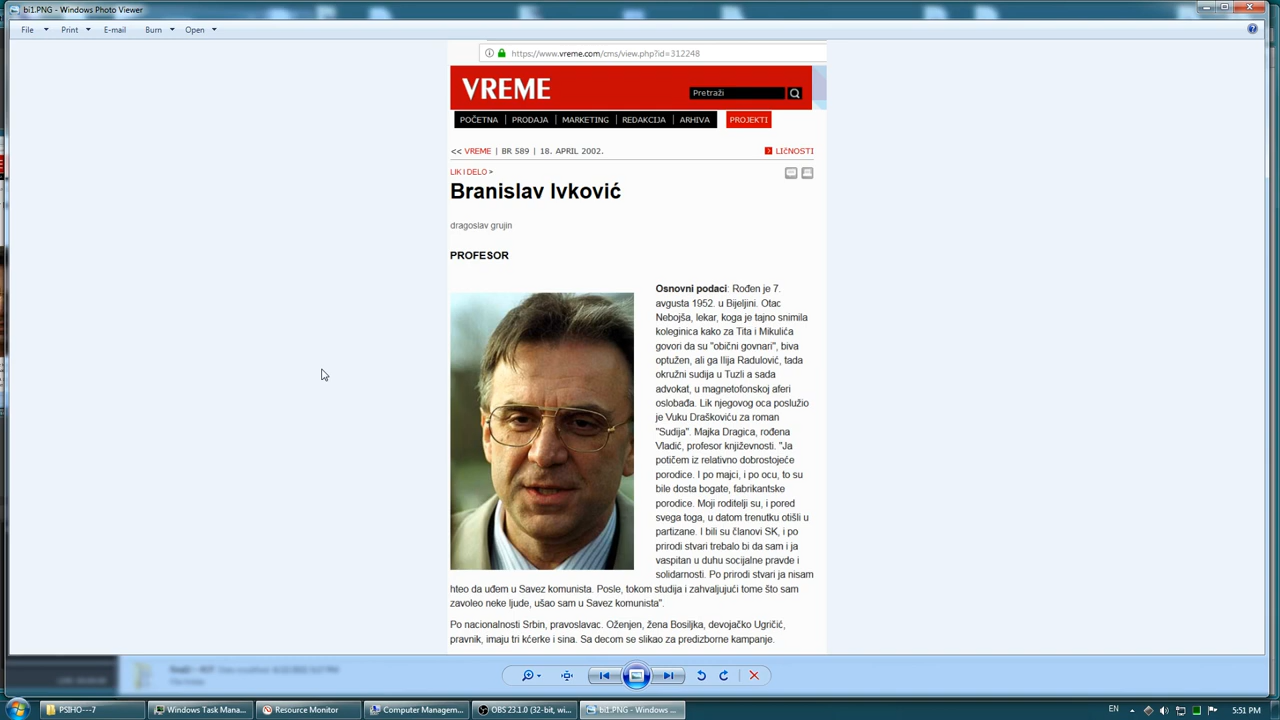 bi1.PNG - Windows Photo Viewer
File Print E-mail Burn Open
https://www.vreme.com/cms/view.php?id=312248
VREME
Pretraži
POČETNA | PRODAJA | MARKETING | REDAKCIJA | ARHIVA PROJEKTI
<< VREME | BR 589 | 18. APRIL 2002. LIČNOSTI
LIK I DELO >
Branislav Ivković
dragoslav grujin
PROFESOR
Osnovni podaci: Rođen je 7.
avgusta 1952. u Bijeljini. Otac
Nebojša, lekar, koga je tajno snimila
koleginica kako za Tita i Mikulića
govori da su "obični govnari", biva
optužen, ali ga Ilija Radulović, tada
okružni sudija u Tuzli a sada
advokat, u magnetofonskoj aferi
oslobađa. Lik njegovog oca poslužio
je Vuku Draškoviću za roman
"Sudija". Majka Dragica, rođena
Vladić, profesor književnosti. "Ja
potičem iz relativno dobrostojeće
porodice. I po majci, i po ocu, to su
bile dosta bogate, fabrikantske
porodice. Moji roditelji su, i pored
svega toga, u datom trenutku otišli u
partizane. I bili su članovi SK, i po
prirodi stvari trebalo bi da sam i ja
vaspitan u duhu socijalne pravde i
solidarnosti. Po prirodi stvari ja nisam
hteo da uđem u Savez komunista. Posle, tokom studija i zahvaljujući tome što sam
zavoleo neke ljude, ušao sam u Savez komunista".
Po nacionalnosti Srbin, pravoslavac. Oženjen, žena Bosiljka, devojačko Ugričić,
pravnik, imaju tri kćerke i sina. Sa decom se slikao za predizborne kampanje.
PSIHO---7 Windows Task Mana... Resource Monitor Computer Managem... OBS 23.1.0 (32-bit, wi... bi1.PNG - Windows ... EN 5:51 PM